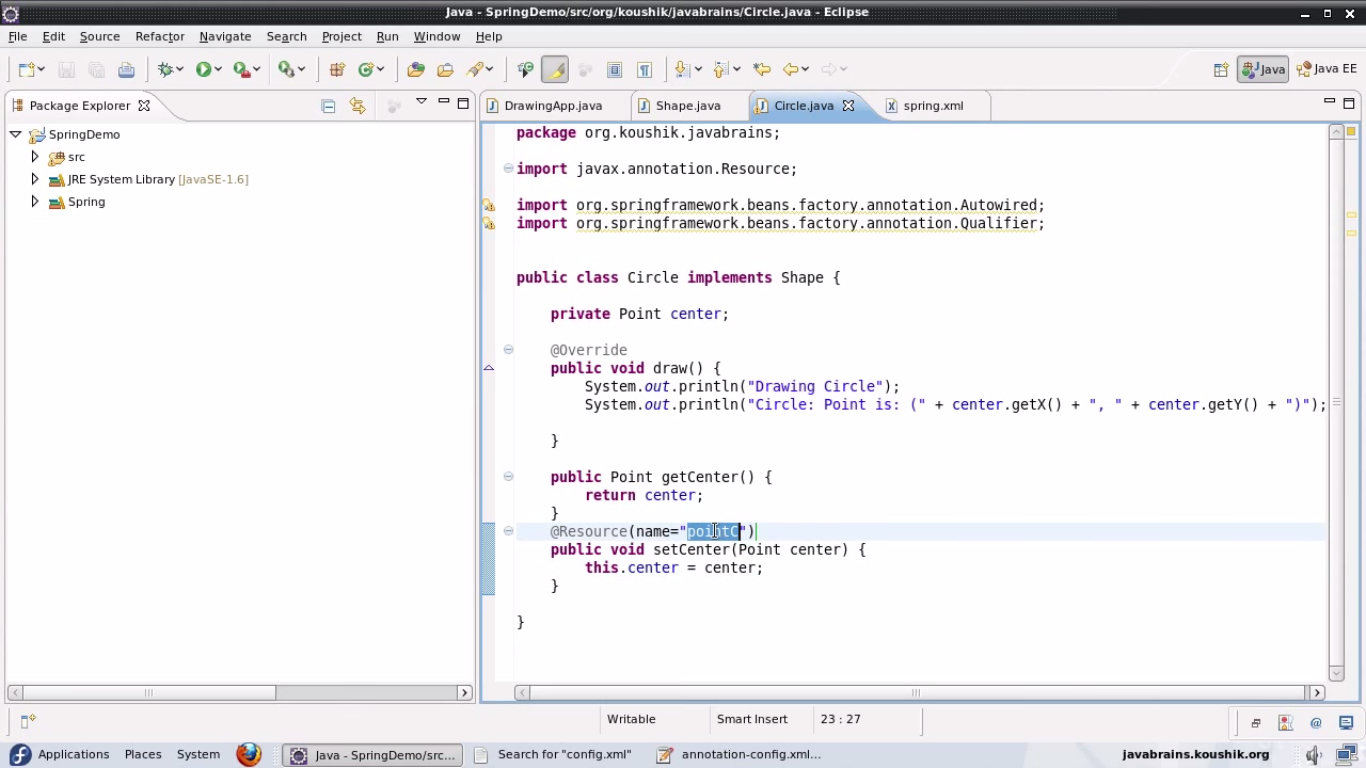 Java - SpringDemo/src/org/koushik/javabrains/Circle.java - Eclipse
File Edit Source Refactor Navigate Search Project Run Window Help
Java Java EE
Package Explorer
SpringDemo
src
JRE System Library [JavaSE-1.6]
Spring
DrawingApp.java Shape.java Circle.java spring.xml
package org.koushik.javabrains;
import javax.annotation.Resource;
import org.springframework.beans.factory.annotation.Autowired;
import org.springframework.beans.factory.annotation.Qualifier;
public class Circle implements Shape {
private Point center;
@Override
public void draw() {
System.out.println("Drawing Circle");
System.out.println("Circle: Point is: (" + center.getX() + ", " + center.getY() + ")");
}
public Point getCenter() {
return center;
}
@Resource(name="pointC")
public void setCenter(Point center) {
this.center = center;
}
}
Writable Smart Insert 23 : 27
Applications Places System Java - SpringDemo/src... Search for "config.xml" annotation-config.xml... javabrains.koushik.org